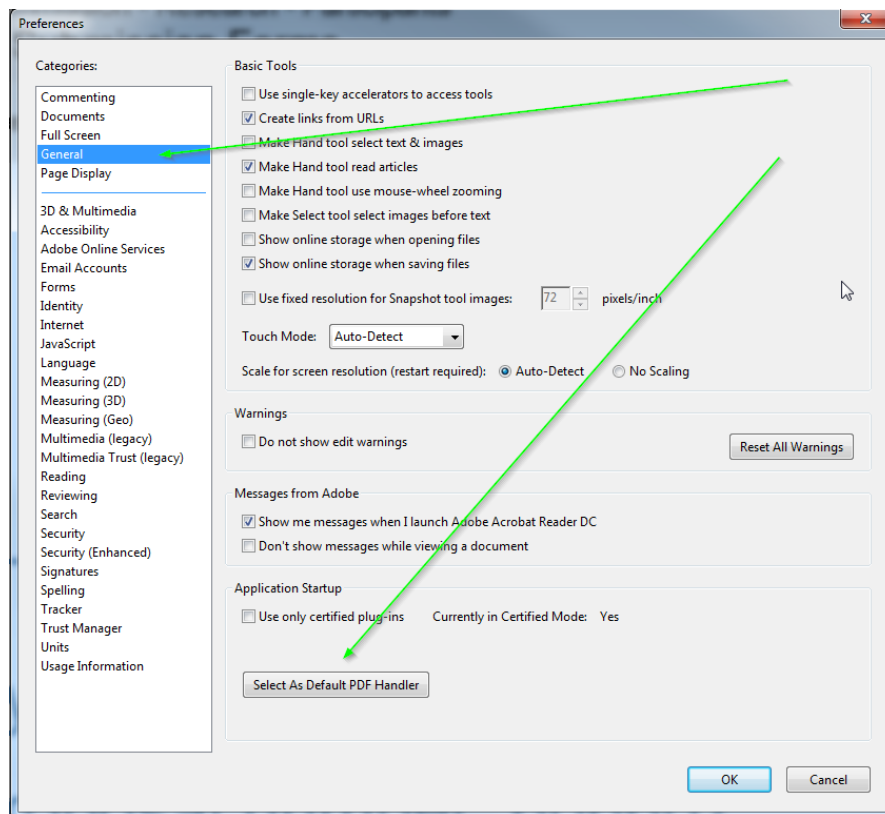 Preferences
Categories:
Commenting
Documents
Full Screen
General
Page Display
3D & Multimedia
Accessibility
Adobe Online Services
Email Accounts
Forms
Identity
Internet
JavaScript
Language
Measuring (2D)
Measuring (3D)
Measuring (Geo)
Multimedia (legacy)
Multimedia Trust (legacy)
Reading
Reviewing
Search
Security
Security (Enhanced)
Signatures
Spelling
Tracker
Trust Manager
Units
Usage Information
Basic Tools
Use single-key accelerators to access tools
Create links from URLs
Make Hand tool select text & images
Make Hand tool read articles
Make Hand tool use mouse-wheel zooming
Make Select tool select images before text
Show online storage when opening files
Show online storage when saving files
Use fixed resolution for Snapshot tool images: 72 pixels/inch
Touch Mode: Auto-Detect
Scale for screen resolution (restart required): Auto-Detect No Scaling
Warnings
Do not show edit warnings
Reset All Warnings
Messages from Adobe
Show me messages when I launch Adobe Acrobat Reader DC
Don't show messages while viewing a document
Application Startup
Use only certified plug-ins Currently in Certified Mode: Yes
Select As Default PDF Handler
OK Cancel